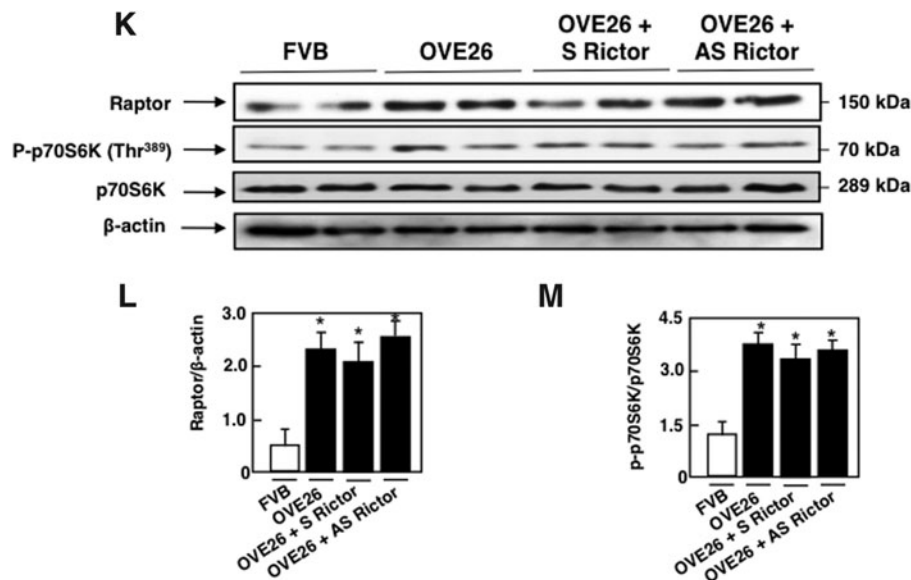 K
FVB OVE26 OVE26 + S Rictor OVE26 + AS Rictor
Raptor 150 kDa
P-p70S6K (Thr³⁸⁹) 70 kDa
p70S6K 289 kDa
β-actin
L
Raptor/β-actin
3.0
2.0
1.0
0
* * *
FVB
OVE26
OVE26 + S Rictor
OVE26 + AS Rictor
M
p-p70S6K/p70S6K
4.5
3.0
1.5
0
* * *
FVB
OVE26
OVE26 + S Rictor
OVE26 + AS Rictor